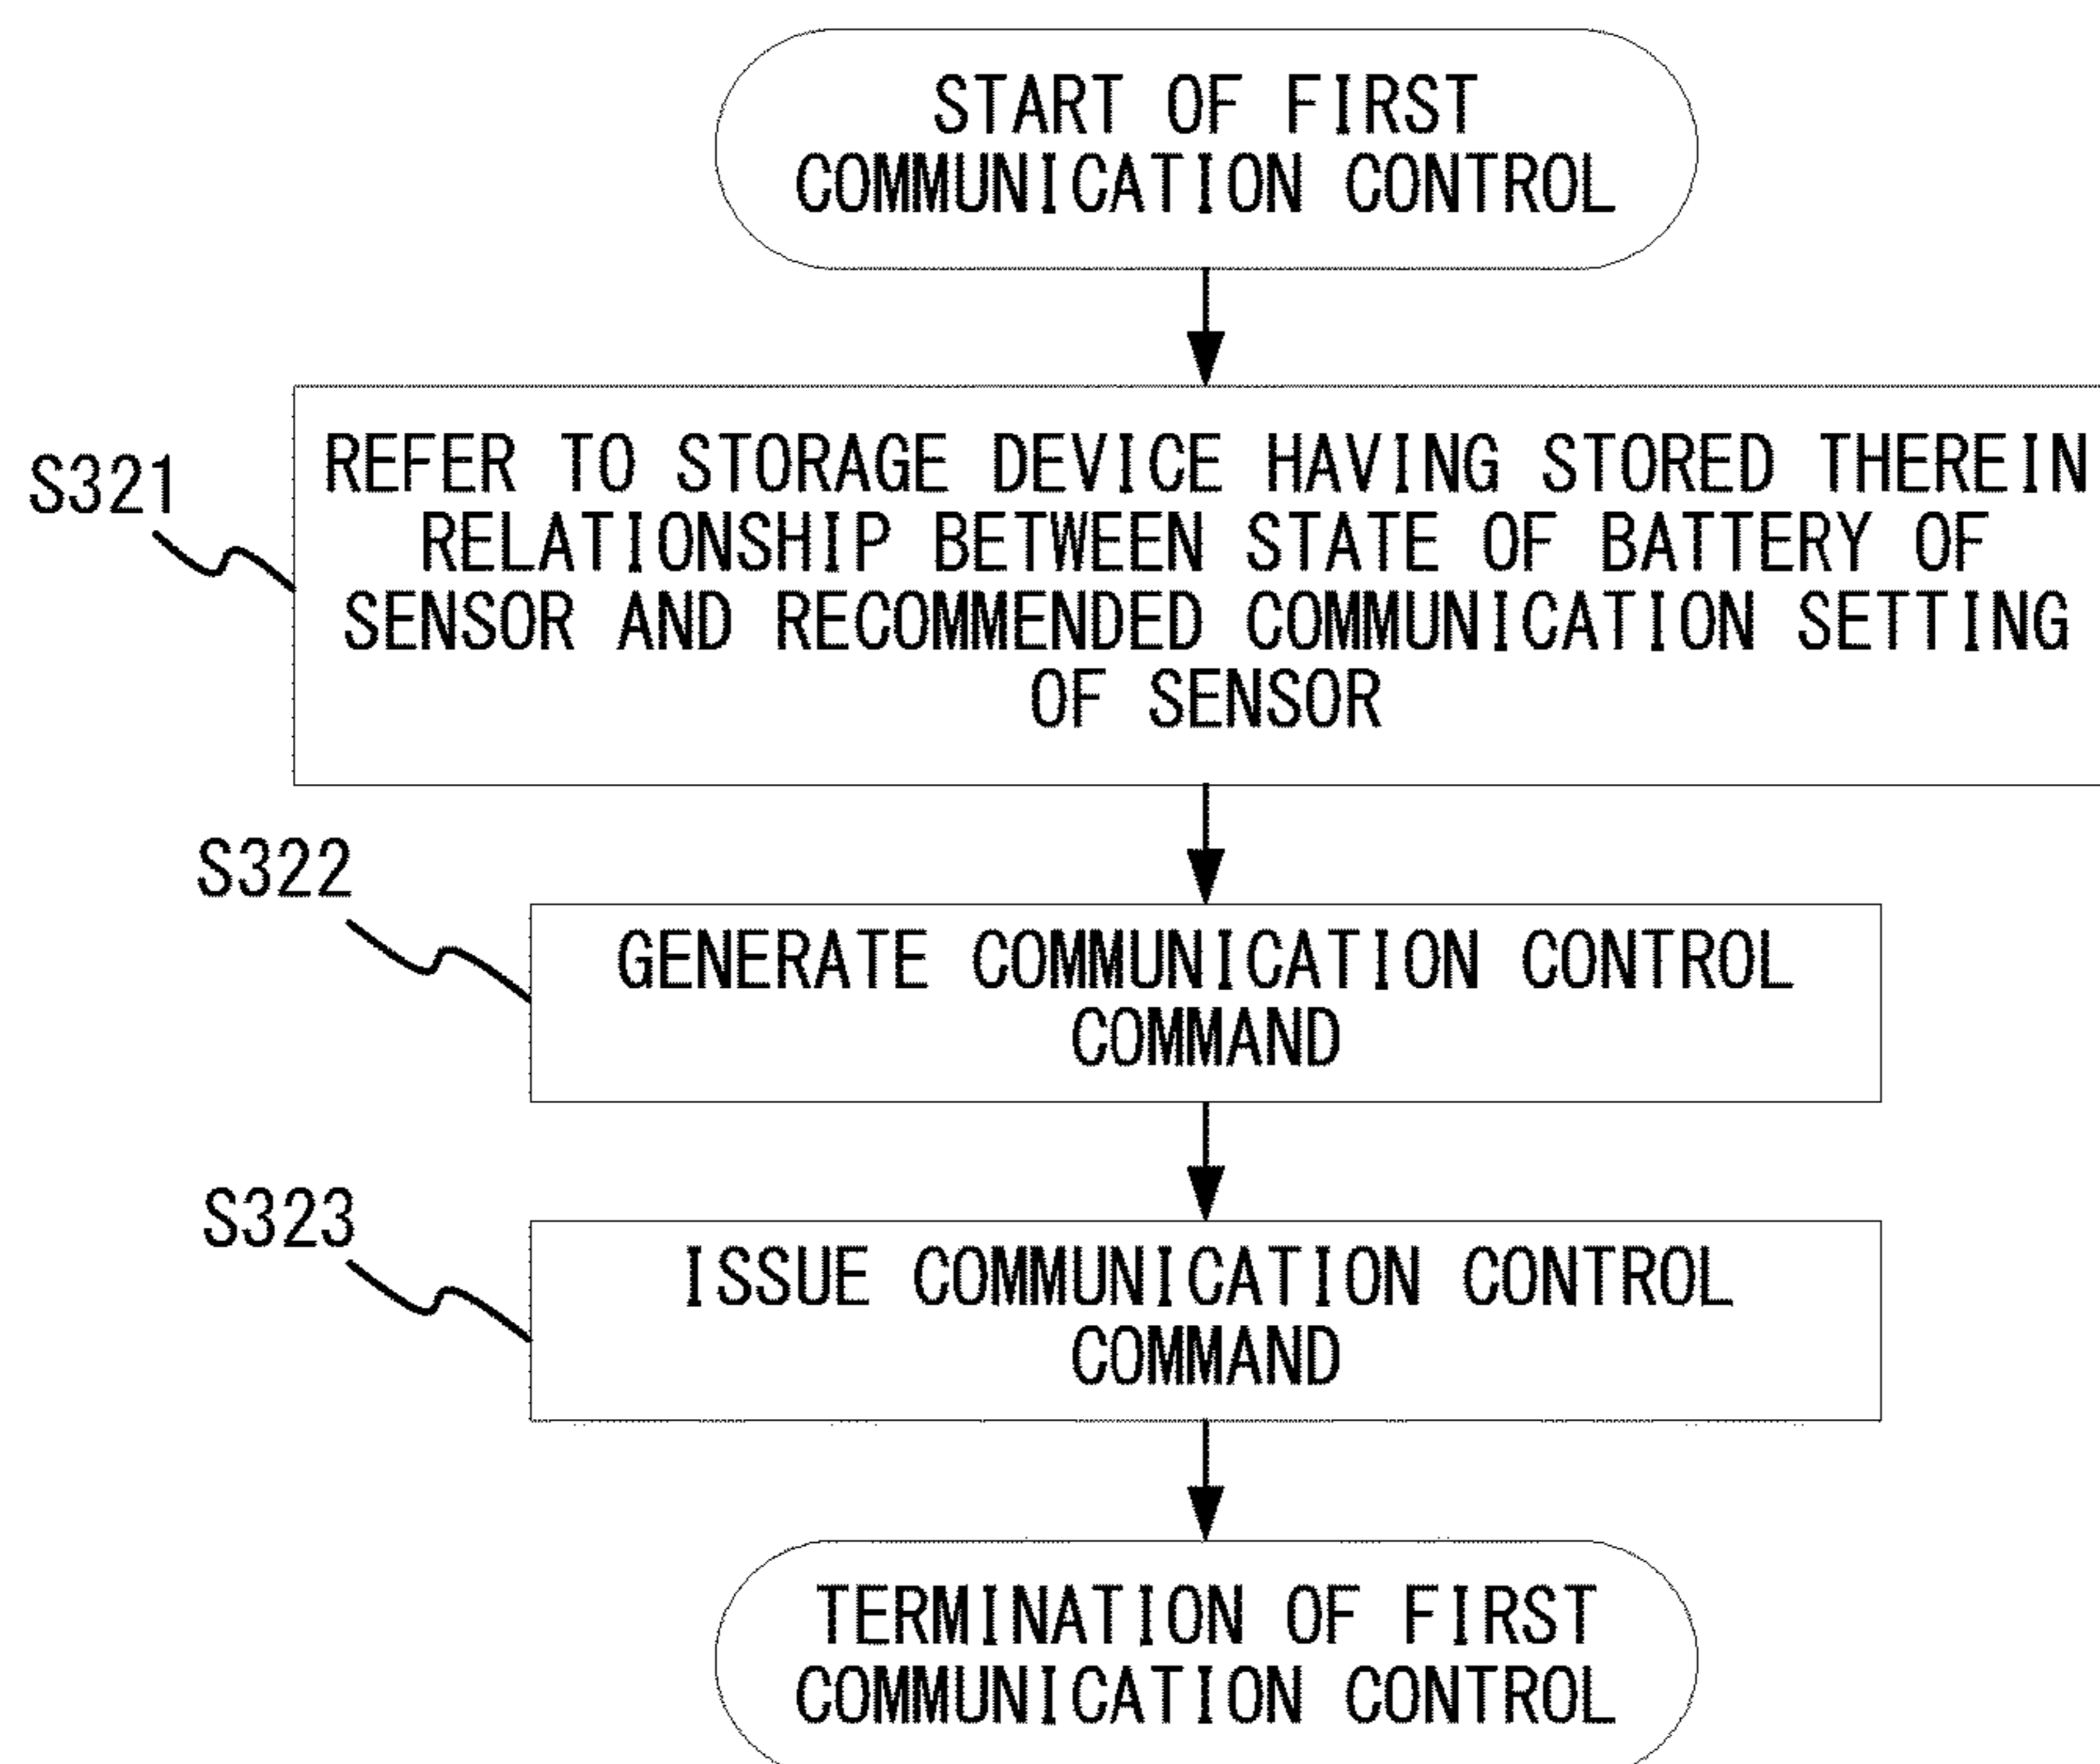 START OF FIRST
COMMUNICATION CONTROL
S321
REFER TO STORAGE DEVICE HAVING STORED THEREIN
RELATIONSHIP BETWEEN STATE OF BATTERY OF
SENSOR AND RECOMMENDED COMMUNICATION SETTING
OF SENSOR
S322
GENERATE COMMUNICATION CONTROL
COMMAND
S323
ISSUE COMMUNICATION CONTROL
COMMAND
TERMINATION OF FIRST
COMMUNICATION CONTROL